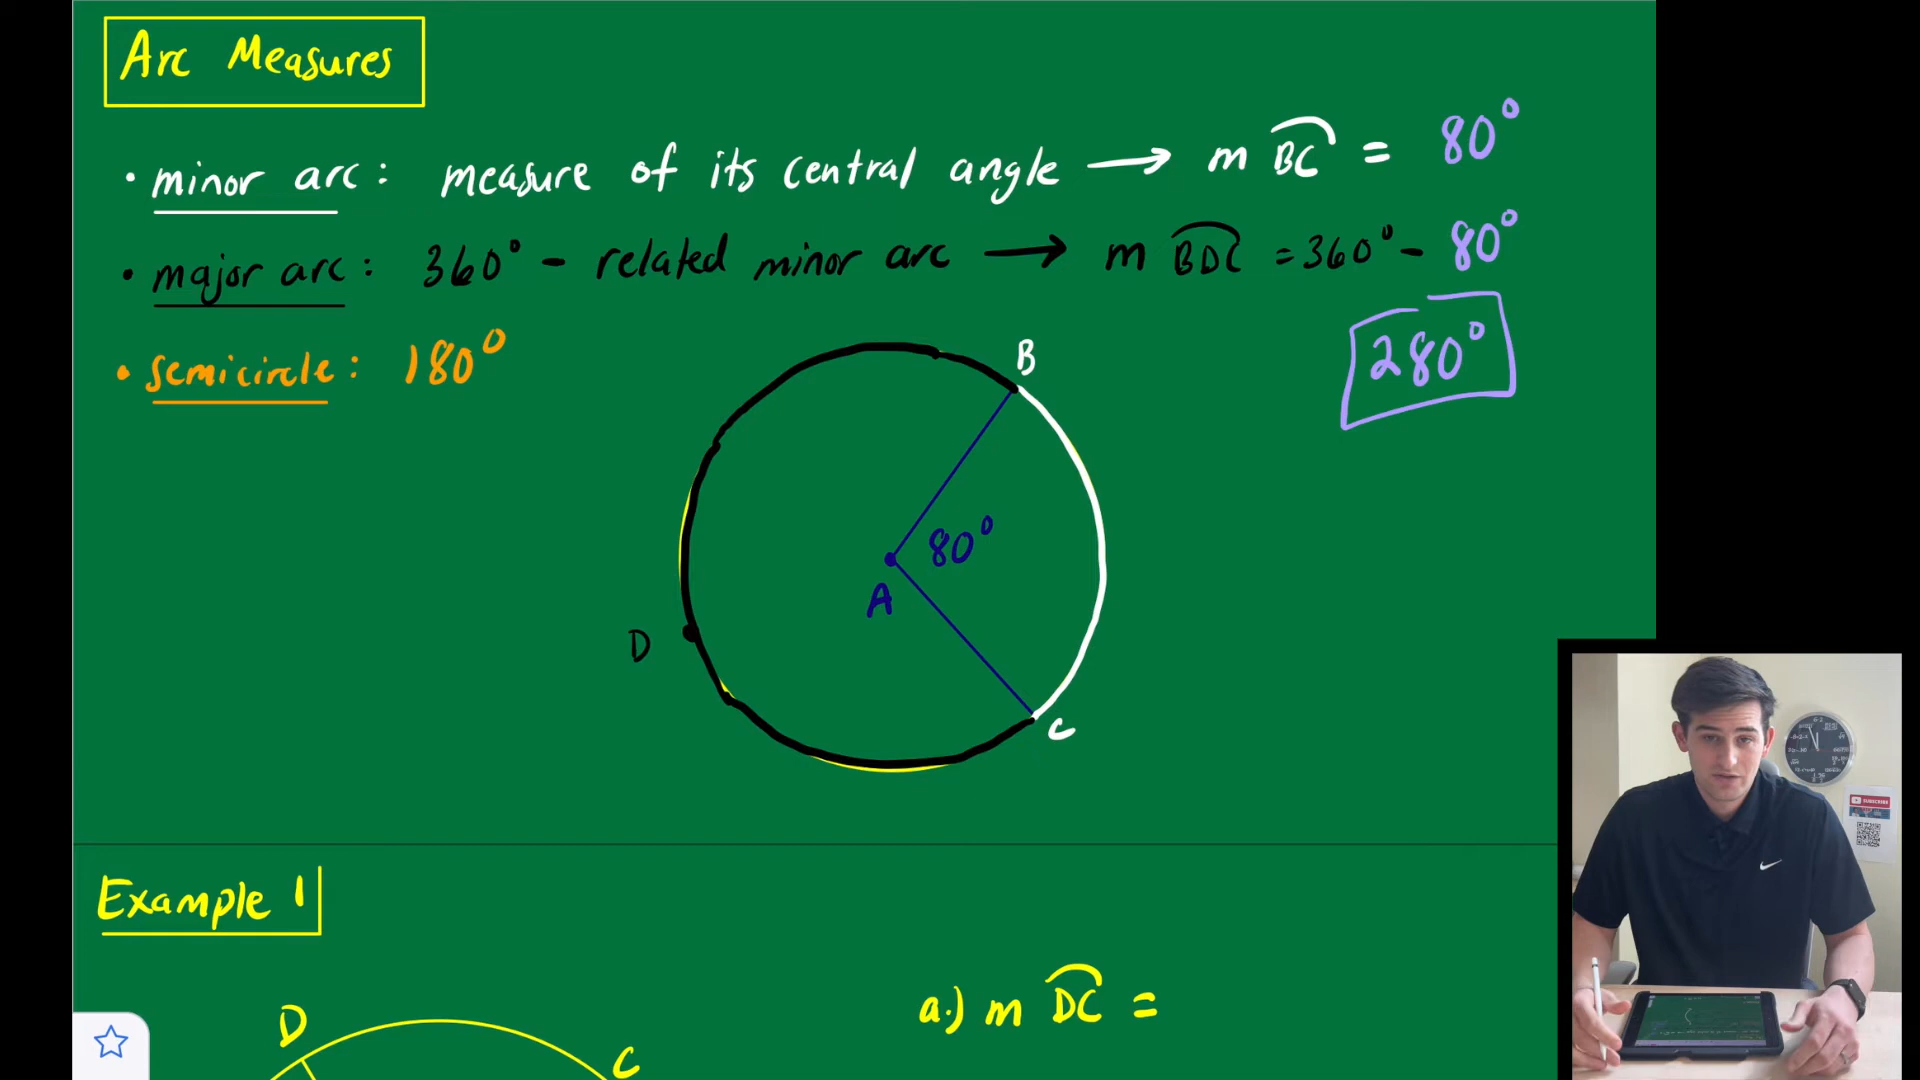 Arc Measures
• minor arc: measure of its central angle → m BC = 80°
• major arc: 360° - related minor arc → m BDC = 360° - 80°
280°
• semicircle: 180°
B
80°
A
D
C
Example 1
a.) m DC =
D
C
SUBSCRIBE